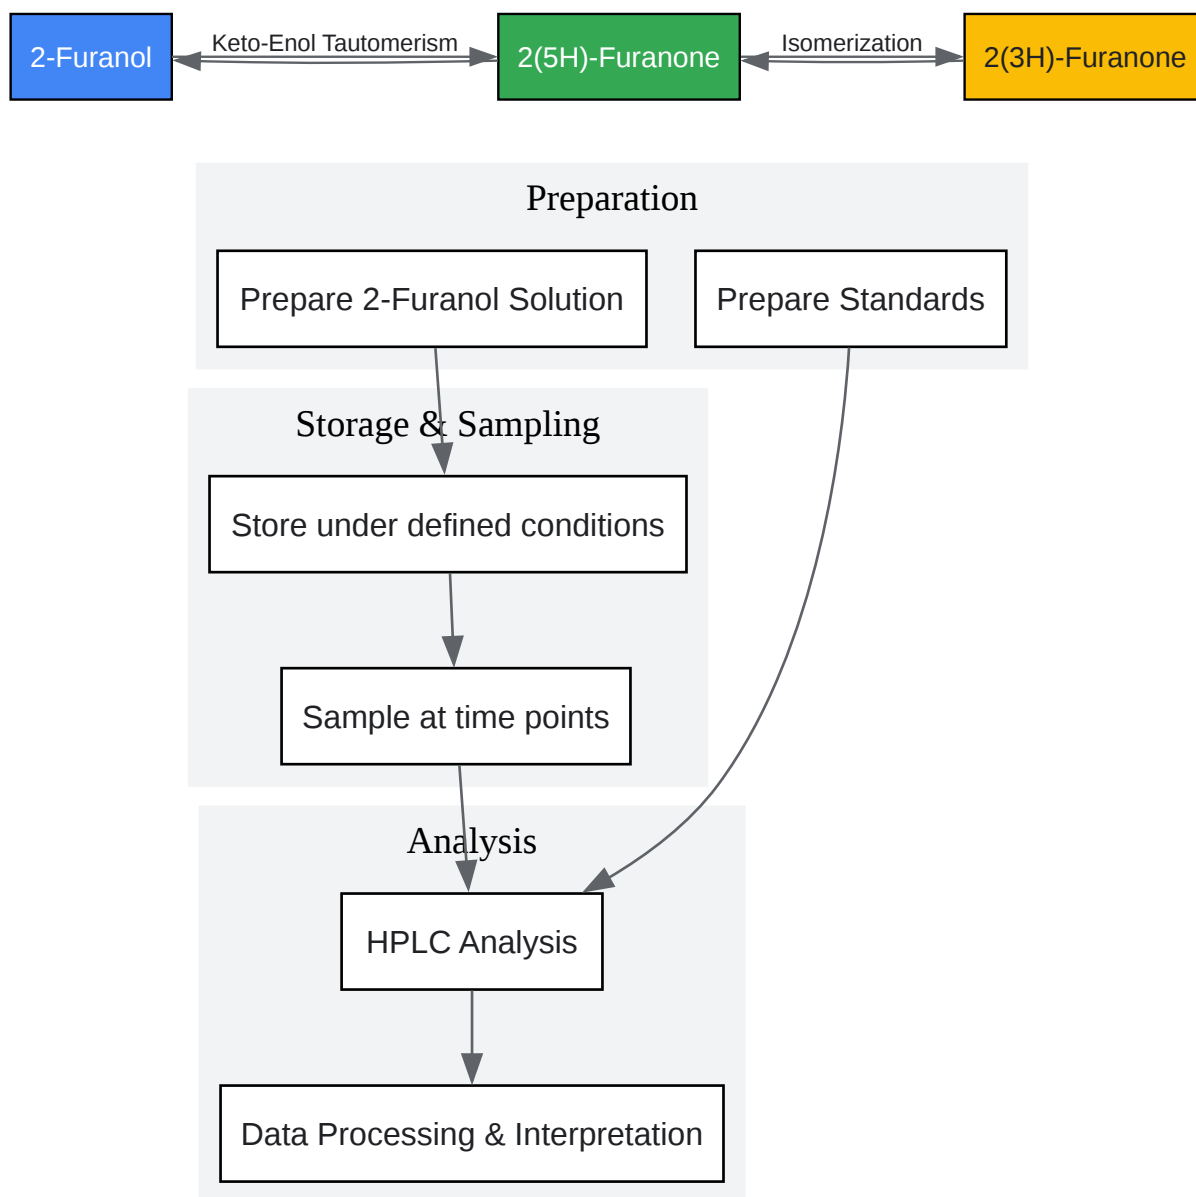 2-Furanol
Keto-Enol Tautomerism
2(5H)-Furanone
Isomerization
2(3H)-Furanone
Preparation
Prepare 2-Furanol Solution
Prepare Standards
Storage & Sampling
Store under defined conditions
Sample at time points
Analysis
HPLC Analysis
Data Processing & Interpretation